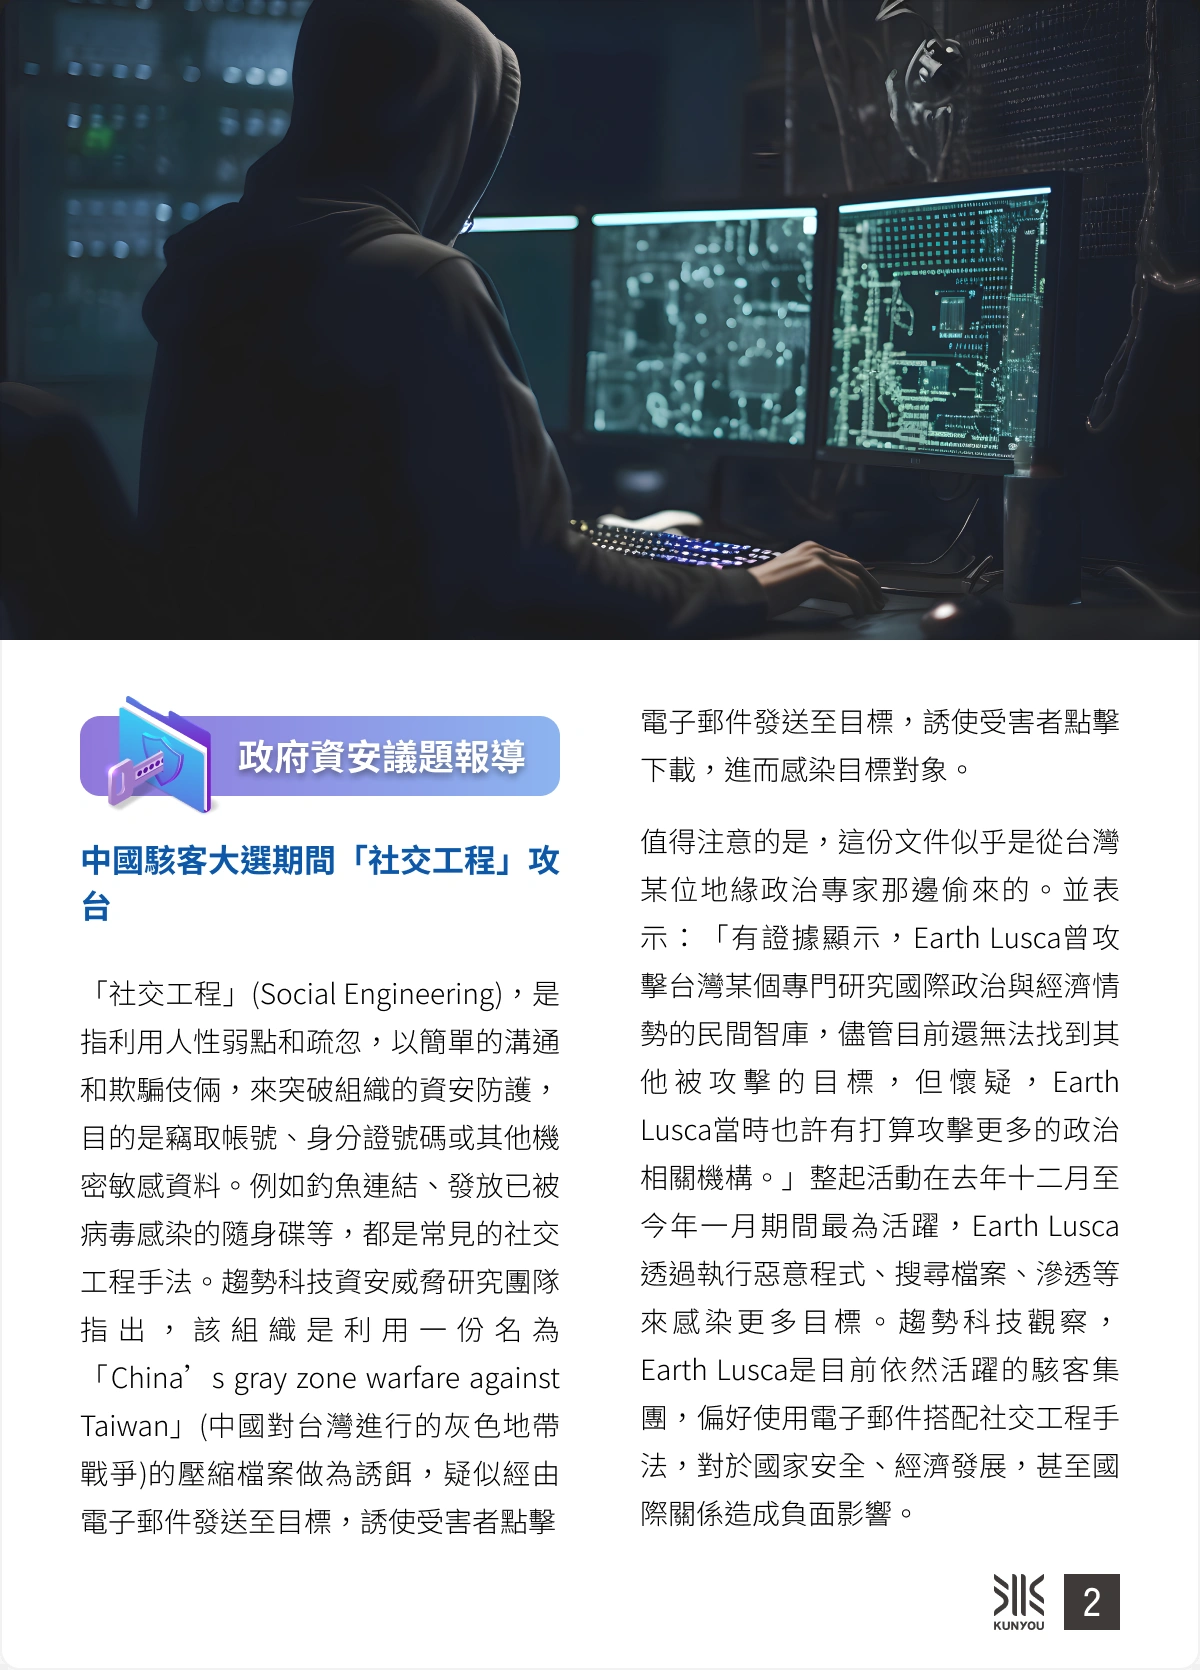 政府資安議題報導
中國駭客大選期間「社交工程」攻
台
「社交工程」(Social Engineering)，是
指利用人性弱點和疏忽，以簡單的溝通
和欺騙伎倆，來突破組織的資安防護，
目的是竊取帳號、身分證號碼或其他機
密敏感資料。例如釣魚連結、發放已被
病毒感染的隨身碟等，都是常見的社交
工程手法。趨勢科技資安威脅研究團隊
指出，該組織是利用一份名為
「China’s gray zone warfare against
Taiwan」(中國對台灣進行的灰色地帶
戰爭)的壓縮檔案做為誘餌，疑似經由
電子郵件發送至目標，誘使受害者點擊
電子郵件發送至目標，誘使受害者點擊
下載，進而感染目標對象。
值得注意的是，這份文件似乎是從台灣
某位地緣政治專家那邊偷來的。並表
示：「有證據顯示，Earth Lusca曾攻
擊台灣某個專門研究國際政治與經濟情
勢的民間智庫，儘管目前還無法找到其
他被攻擊的目標，但懷疑，Earth
Lusca當時也許有打算攻擊更多的政治
相關機構。」整起活動在去年十二月至
今年一月期間最為活躍，Earth Lusca
透過執行惡意程式、搜尋檔案、滲透等
來感染更多目標。趨勢科技觀察，
Earth Lusca是目前依然活躍的駭客集
團，偏好使用電子郵件搭配社交工程手
法，對於國家安全、經濟發展，甚至國
際關係造成負面影響。
KUNYOU
2